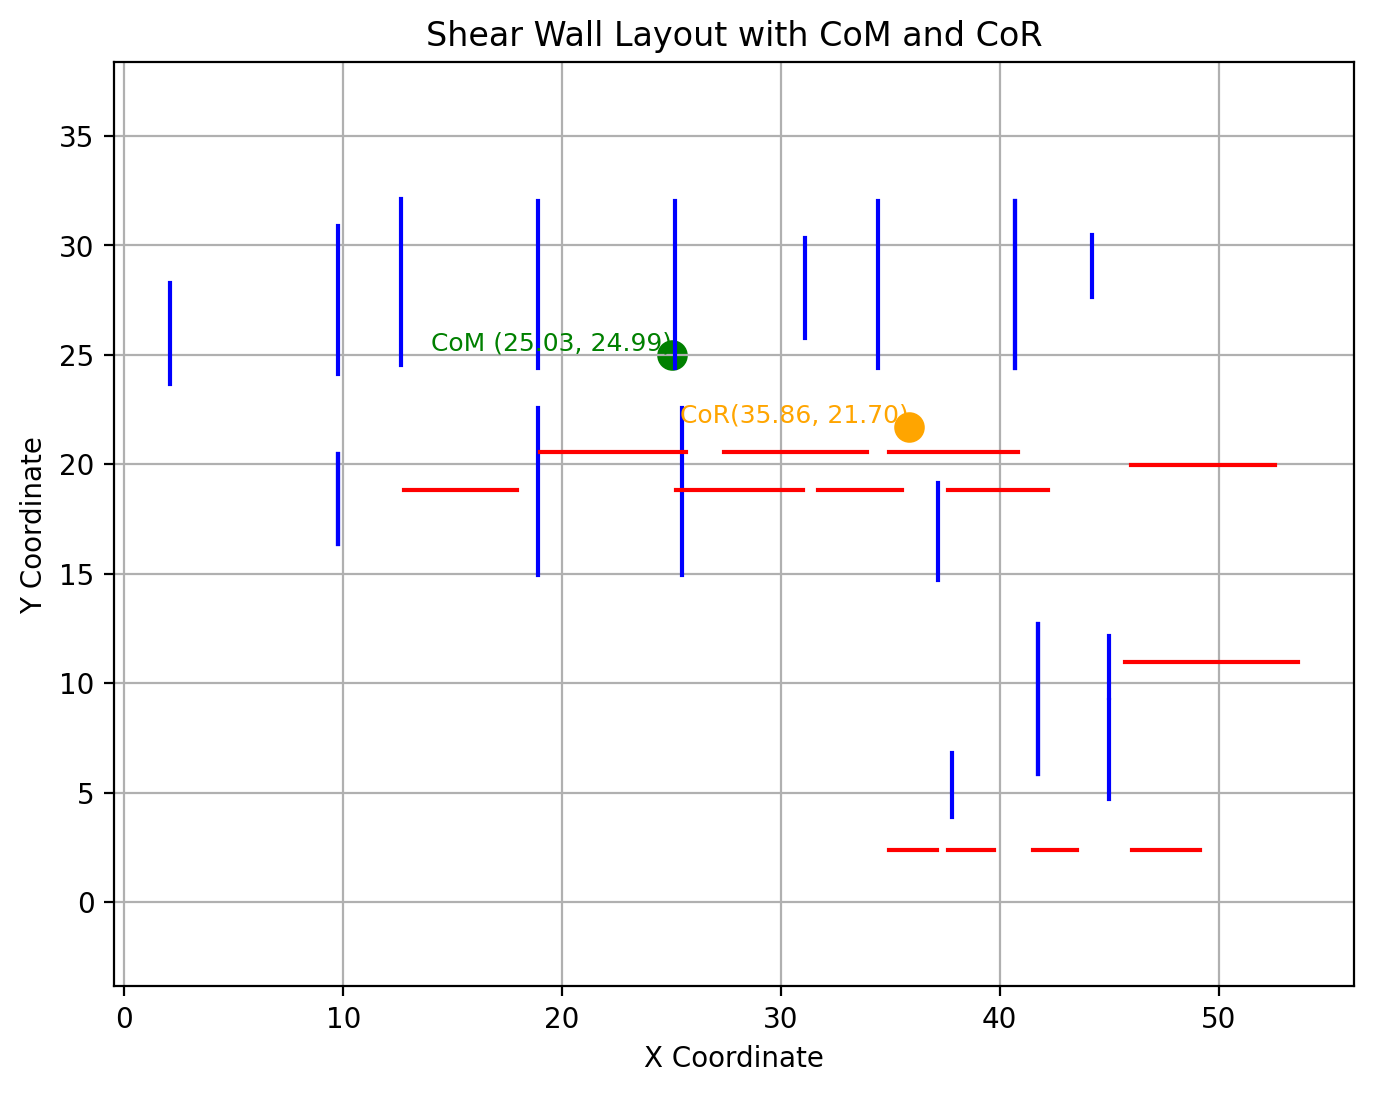 Shear Wall Layout with CoM and CoR
35
30
25
20
15
10
5
0
CoM (25.03, 24.99)
CoR(35.86, 21.70)
0 10 20 30 40 50
X Coordinate
Y Coordinate